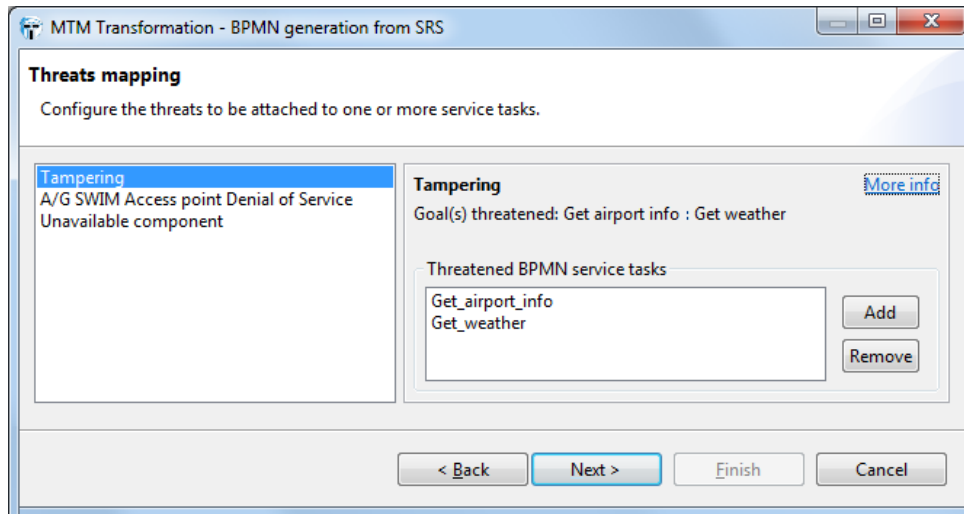 MTM Transformation - BPMN generation from SRS
Threats mapping
Configure the threats to be attached to one or more service tasks.
Tampering
A/G SWIM Access point Denial of Service
Unavailable component
Tampering
More info
Goal(s) threatened: Get airport info : Get weather
Threatened BPMN service tasks
Get_airport_info
Get_weather
Add
Remove
< Back
Next >
Finish
Cancel